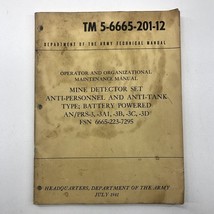 TM 5-6665-201-12
DEPARTMENT OF THE ARMY TECHNICAL MANUAL
OPERATOR AND ORGANIZATIONAL
MAINTENANCE MANUAL
MINE DETECTOR SET
ANTI-PERSONNEL AND ANTI-TANK
TYPE; BATTERY POWERED
AN/PRS-3, -3A1, -3B, -3C, -3D
FSN 6665-223-7295
HEADQUARTERS, DEPARTMENT OF THE ARMY
JULY